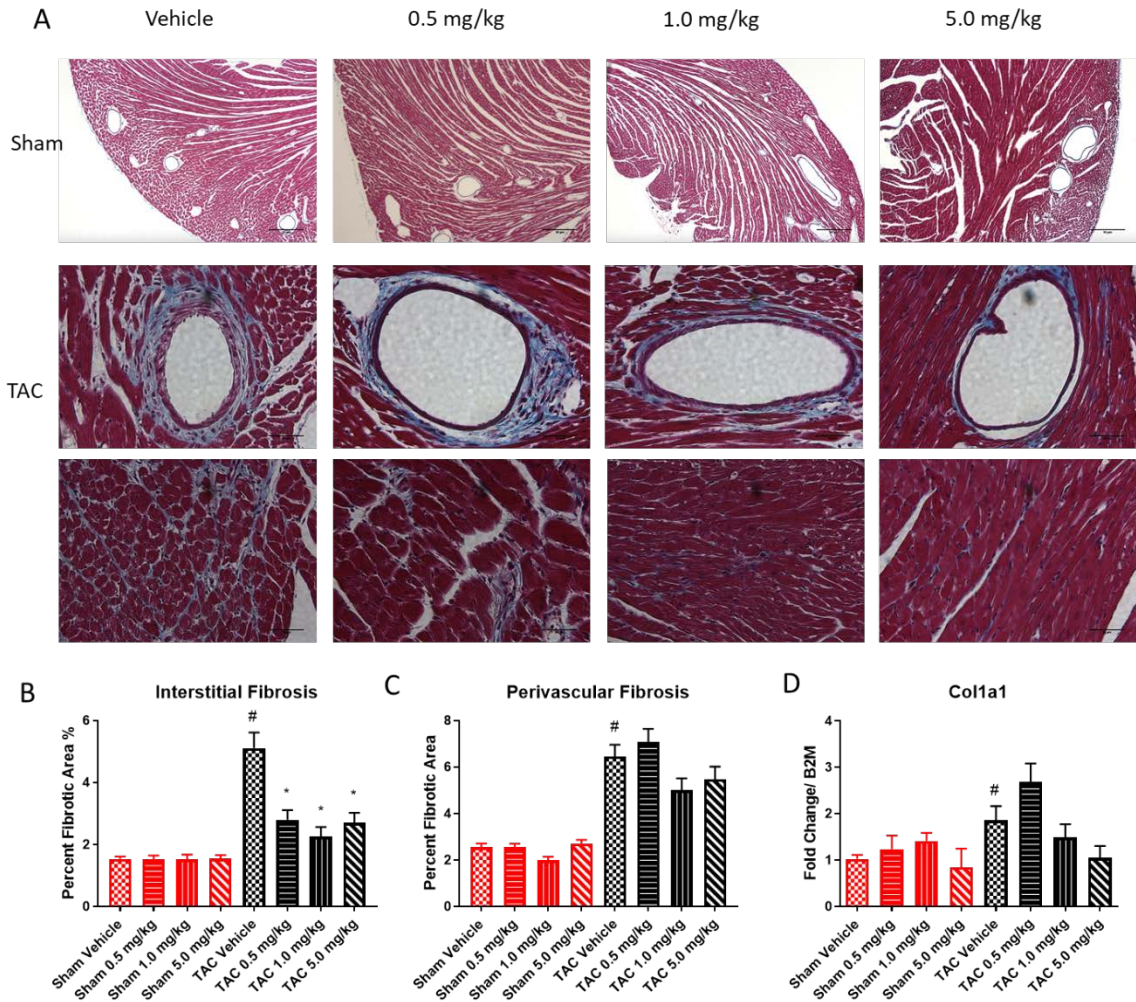 A
Vehicle 0.5 mg/kg 1.0 mg/kg 5.0 mg/kg
Sham
TAC
B
Interstitial Fibrosis
Percent Fibrotic Area %
6
4
2
0
#
*
*
*
Sham Vehicle
Sham 0.5 mg/kg
Sham 1.0 mg/kg
Sham 5.0 mg/kg
TAC Vehicle
TAC 0.5 mg/kg
TAC 1.0 mg/kg
TAC 5.0 mg/kg
C
Perivascular Fibrosis
Percent Fibrotic Area
8
6
4
2
0
#
Sham Vehicle
Sham 0.5 mg/kg
Sham 1.0 mg/kg
Sham 5.0 mg/kg
TAC Vehicle
TAC 0.5 mg/kg
TAC 1.0 mg/kg
TAC 5.0 mg/kg
D
Col1a1
Fold Change/ B2M
4
3
2
1
0
#
Sham Vehicle
Sham 0.5 mg/kg
Sham 1.0 mg/kg
Sham 5.0 mg/kg
TAC Vehicle
TAC 0.5 mg/kg
TAC 1.0 mg/kg
TAC 5.0 mg/kg